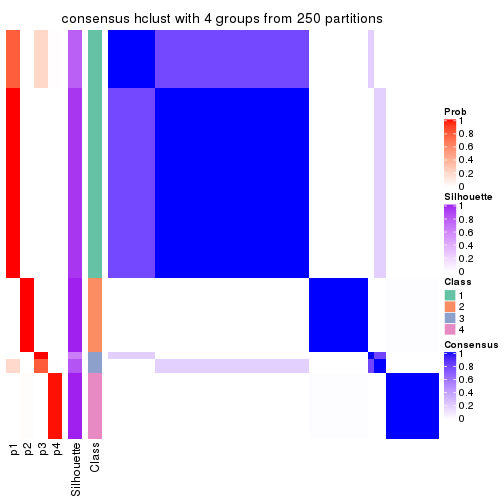 consensus hclust with 4 groups from 250 partitions
Prob
1
0.8
0.6
0.4
0.2
0
Silhouette
1
0.8
0.6
0.4
0.2
0
Class
1
2
3
4
Consensus
1
0.8
0.6
0.4
0.2
0
p1
p2
p3
p4
Silhouette
Class